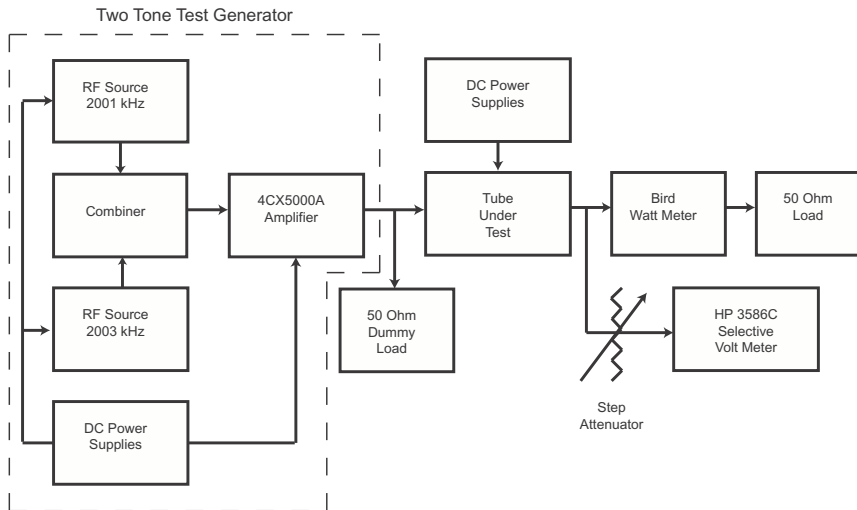 Two Tone Test Generator
RF Source
2001 kHz
DC Power
Supplies
Combiner
4CX5000A
Amplifier
Tube
Under
Test
Bird
Watt Meter
50 Ohm
Load
RF Source
2003 kHz
50 Ohm
Dummy
Load
HP 3586C
Selective
Volt Meter
Step
Attenuator
DC Power
Supplies